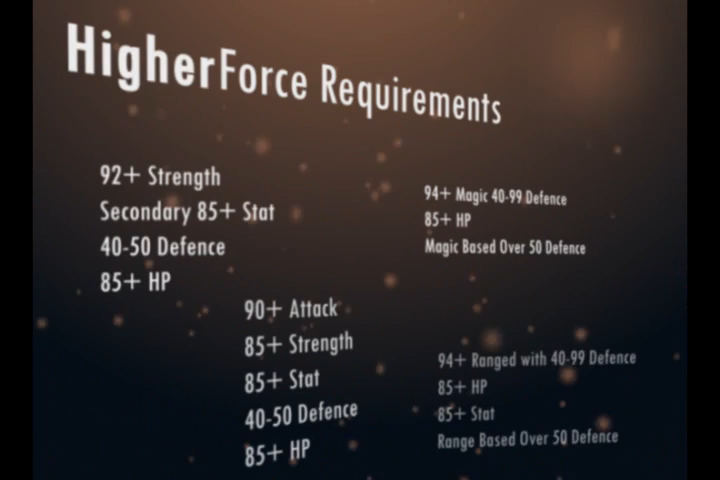 HigherForce Requirements
92+ Strength
Secondary 85+ Stat
40-50 Defence
85+ HP
94+ Magic 40-99 Defence
85+ HP
Magic Based Over 50 Defence
90+ Attack
85+ Strength
85+ Stat
40-50 Defence
85+ HP
94+ Ranged with 40-99 Defence
85+ HP
85+ Stat
Range Based Over 50 Defence